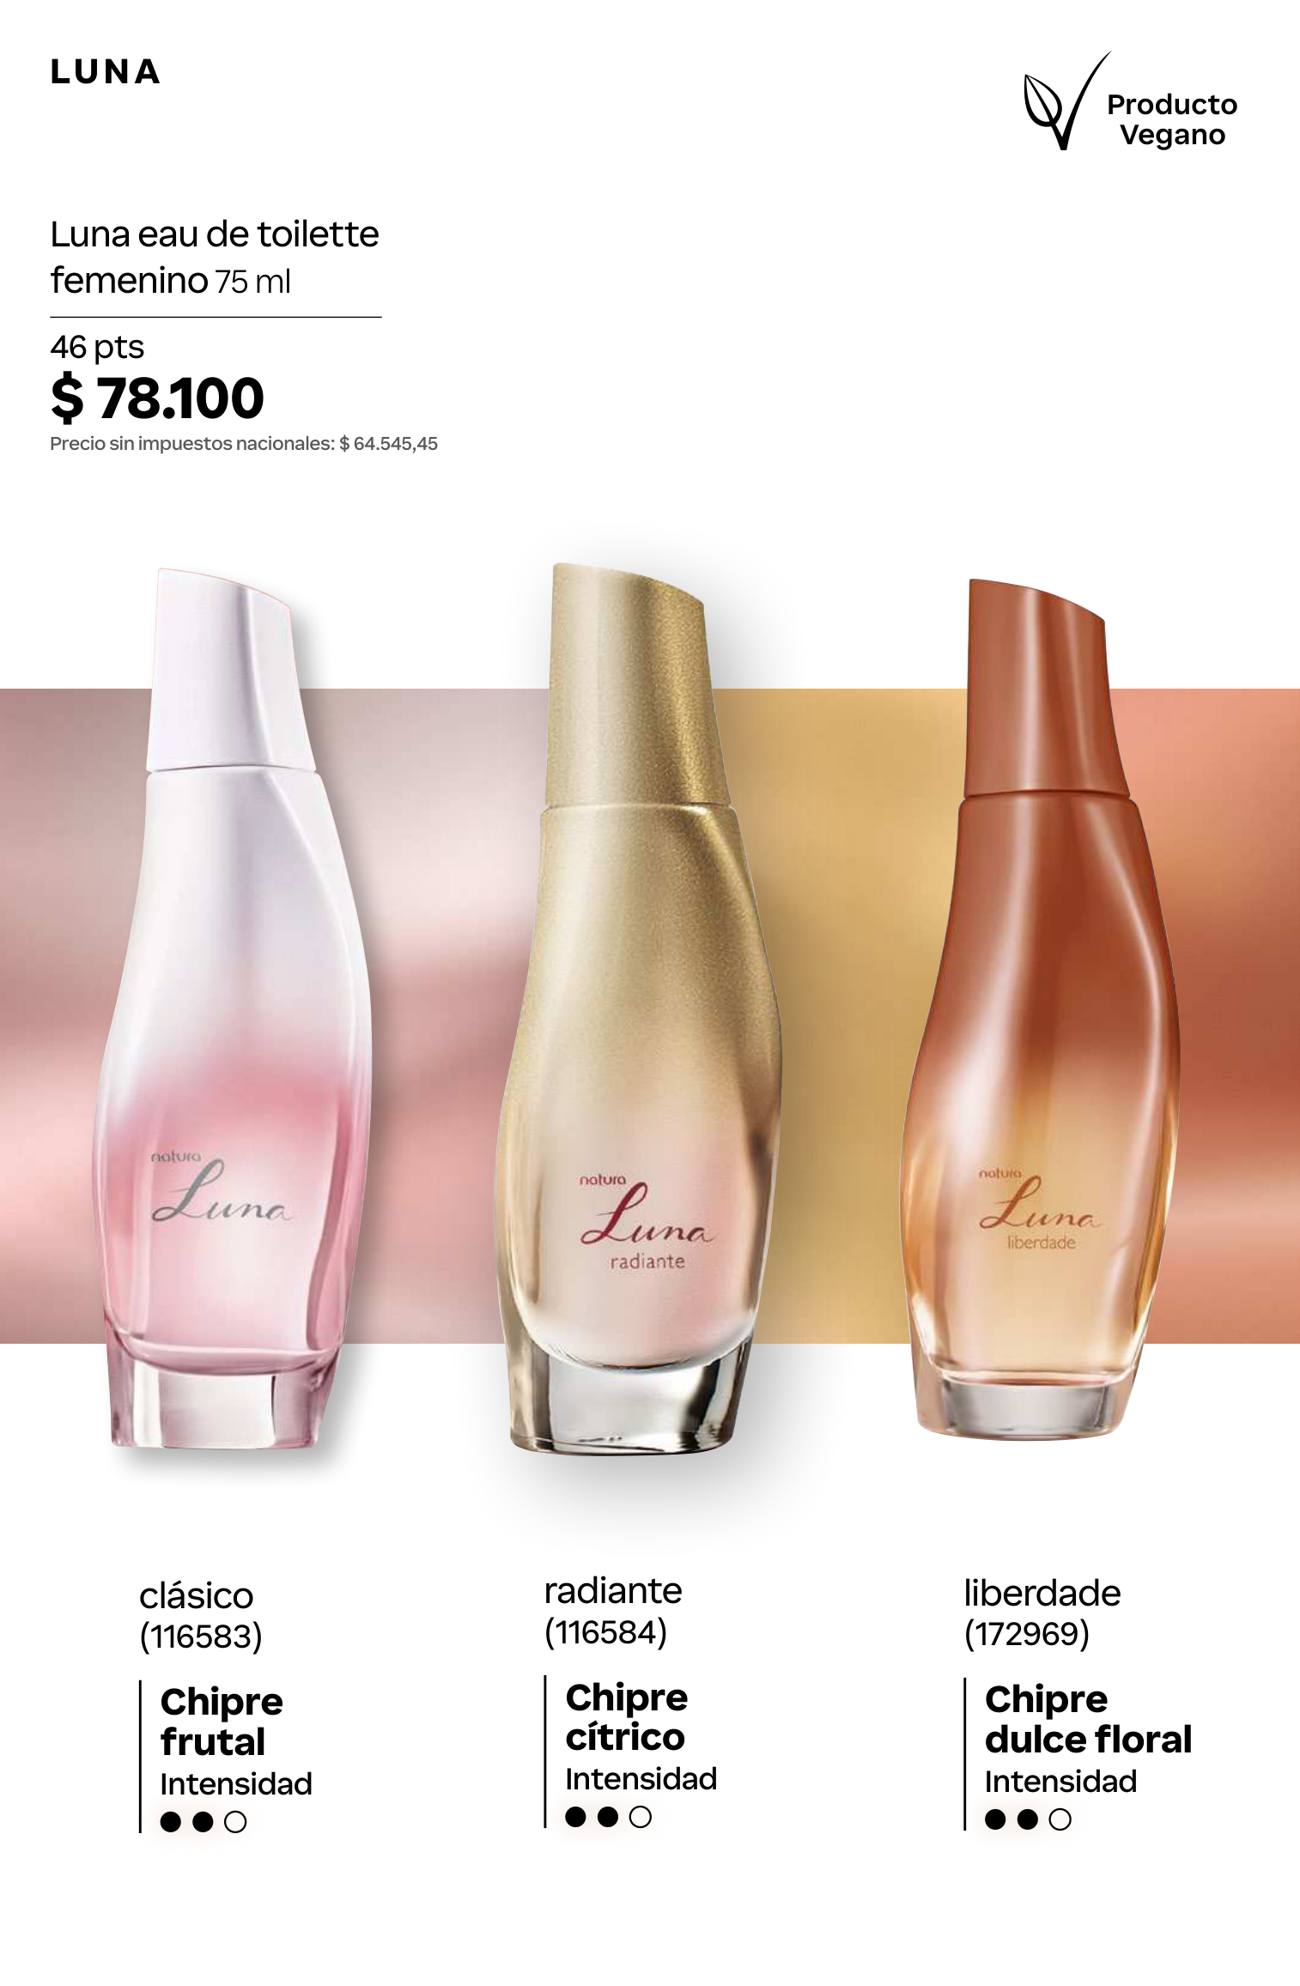 LUNA
Producto
Vegano
Luna eau de toilette
femenino 75 ml
46 pts
$ 78.100
Precio sin impuestos nacionales: $ 64.545,45
natura
Luna
natura
Luna
radiante
natura
Luna
liberdade
clásico
(116583)
Chipre
frutal
Intensidad
radiante
(116584)
Chipre
cítrico
Intensidad
liberdade
(172969)
Chipre
dulce floral
Intensidad